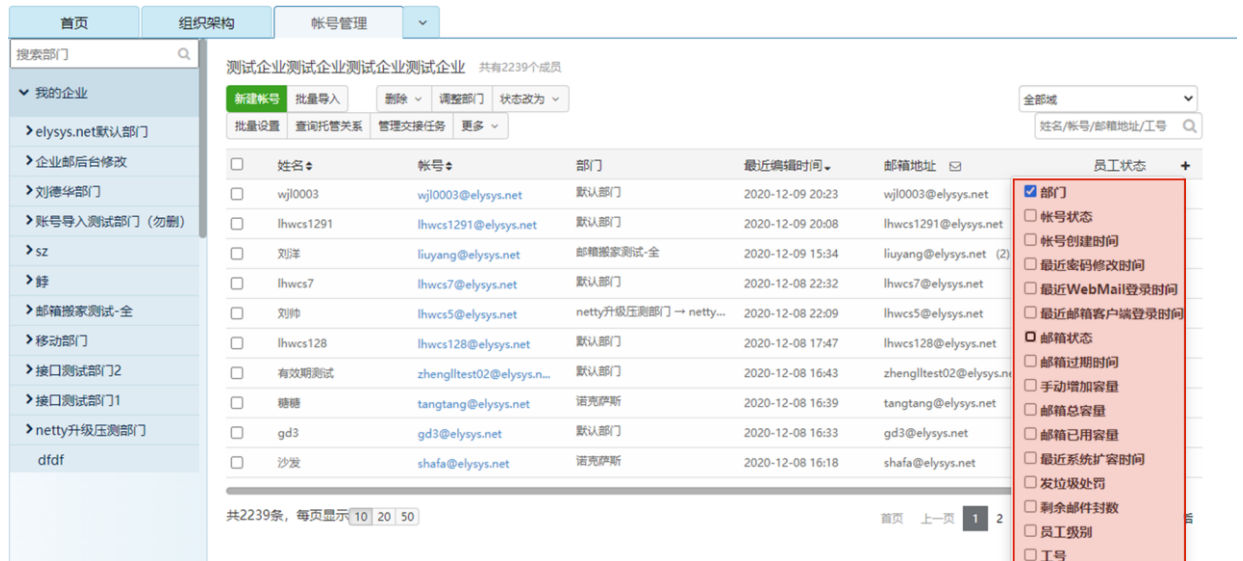 首页 组织架构 帐号管理
搜索部门
我的企业
elysys.net默认部门
企业邮后台修改
刘德华部门
账号导入测试部门（勿删）
sz
邮箱搬家测试-全
移动部门
接口测试部门2
接口测试部门1
netty升级压测部门
dfdf
测试企业测试企业测试企业测试企业 共有2239个成员
新建帐号 批量导入 删除 调整部门 状态改为 全部域
批量设置 查询托管关系 管理交接任务 更多 姓名/帐号/邮箱地址/工号
姓名 帐号 部门 最近编辑时间 邮箱地址 员工状态 +
wjl0003 wjl0003@elysys.net 默认部门 2020-12-09 20:23 wjl0003@elysys.net
lhwcs1291 lhwcs1291@elysys.net 默认部门 2020-12-09 20:08 lhwcs1291@elysys.net
刘洋 liuyang@elysys.net 邮箱搬家测试-全 2020-12-09 15:34 liuyang@elysys.net (2)
lhwcs7 lhwcs7@elysys.net 默认部门 2020-12-08 22:32 lhwcs7@elysys.net
刘帅 lhwcs5@elysys.net netty升级压测部门 → netty... 2020-12-08 22:09 lhwcs5@elysys.net
lhwcs128 lhwcs128@elysys.net 默认部门 2020-12-08 17:47 lhwcs128@elysys.net
有效期测试 zhenglltest02@elysys.n... 默认部门 2020-12-08 16:43 zhenglltest02@elysys.ne
糖糖 tangtang@elysys.net 诺克萨斯 2020-12-08 16:39 tangtang@elysys.net
gd3 gd3@elysys.net 默认部门 2020-12-08 16:33 gd3@elysys.net
沙发 shafa@elysys.net 诺克萨斯 2020-12-08 16:18 shafa@elysys.net
共2239条，每页显示 10 20 50
首页 上一页 1 2
部门
帐号状态
帐号创建时间
最近密码修改时间
最近WebMail登录时间
最近邮箱客户端登录时间
邮箱状态
邮箱过期时间
手动增加容量
邮箱总容量
邮箱已用容量
最近系统扩容时间
发垃圾处罚
剩余邮件封数
员工级别
工号